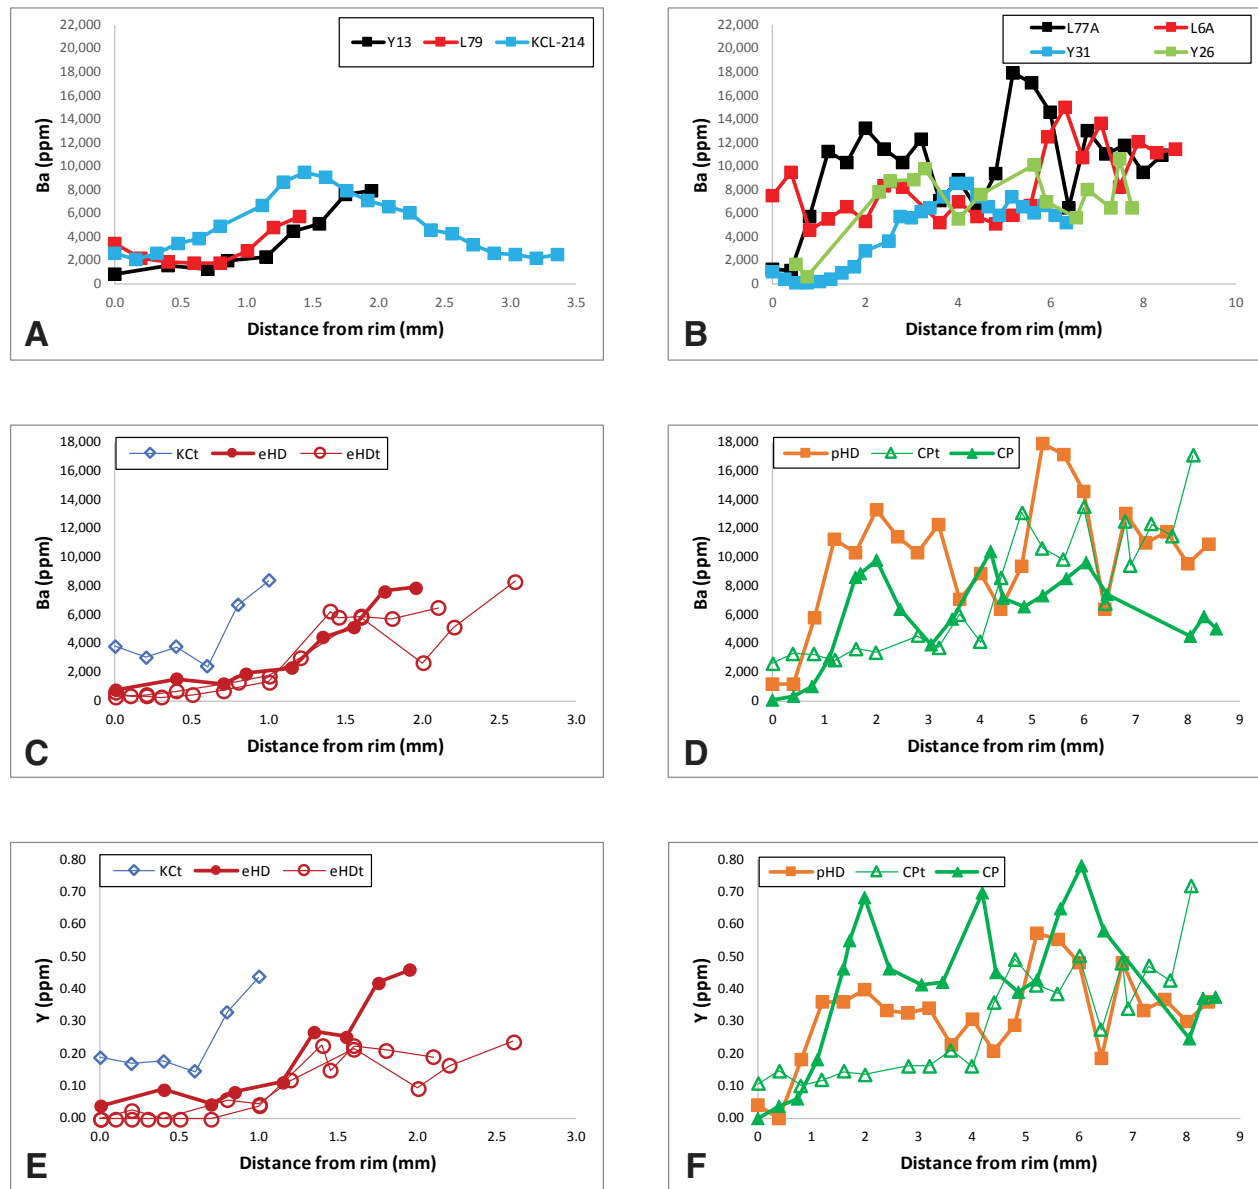 22,000
20,000
18,000
16,000
14,000
12,000
10,000
8,000
6,000
4,000
2,000
0
Ba (ppm)
Y13 L79 KCL-214
0.0 0.5 1.0 1.5 2.0 2.5 3.0 3.5
Distance from rim (mm)
A
22,000
20,000
18,000
16,000
14,000
12,000
10,000
8,000
6,000
4,000
2,000
0
Ba (ppm)
L77A L6A
Y31 Y26
0 2 4 6 8 10
Distance from rim (mm)
B
18,000
16,000
14,000
12,000
10,000
8,000
6,000
4,000
2,000
0
Ba (ppm)
KCt eHD eHDt
0.0 0.5 1.0 1.5 2.0 2.5 3.0
Distance from rim (mm)
C
18,000
16,000
14,000
12,000
10,000
8,000
6,000
4,000
2,000
0
Ba (ppm)
pHD CPt CP
0 1 2 3 4 5 6 7 8 9
Distance from rim (mm)
D
0.80
0.70
0.60
0.50
0.40
0.30
0.20
0.10
0.00
Y (ppm)
KCt eHD eHDt
0.0 0.5 1.0 1.5 2.0 2.5 3.0
Distance from rim (mm)
E
0.80
0.70
0.60
0.50
0.40
0.30
0.20
0.10
0.00
Y (ppm)
pHD CPt CP
0 1 2 3 4 5 6 7 8 9
Distance from rim (mm)
F